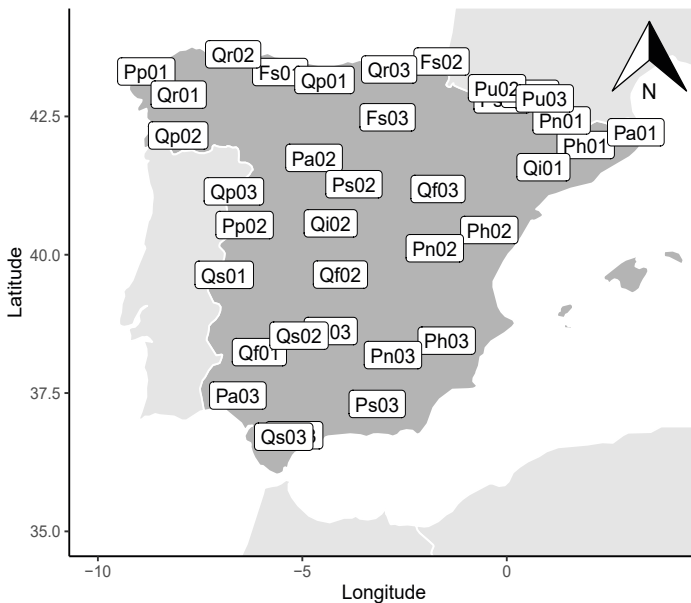 Qr02
Fs02
Pp01
Fs01
Qp01
Qr03
Qr01
Pu02
Pu03
N
42.5
Fs03
Pn01
Pa01
Qp02
Ph01
Pa02
Qi01
Ps02
Qp03
Qf03
Pp02
Qi02
Ph02
Pn02
40.0
Qs01
Qf02
Latitude
Qs02
03
Ph03
Qf01
Pn03
37.5
Pa03
Ps03
Qs03
35.0
−10
−5
0
Longitude